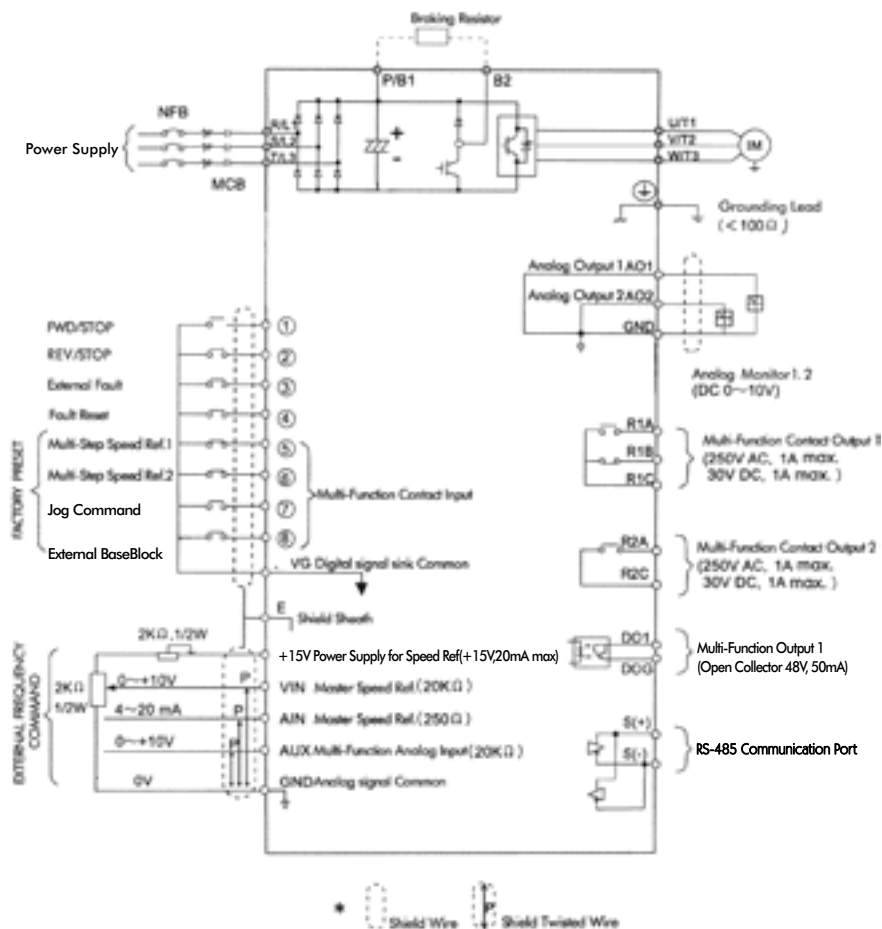 Braking Resistor
P/B1
B2
NFB
Power Supply
R/L1
S/L2
T/L3
MCB
+
-
U/T1
V/T2
W/T3
IM
Grounding Lead
(<100Ω)
Analog Output 1 AO1
Analog Output 2 AO2
GND
Analog Monitor 1. 2
(DC 0~10V)
FACTORY PRESET
FWD/STOP
①
REV/STOP
②
External Fault
③
Fault Reset
④
Multi-Step Speed Ref.1
⑤
Multi-Step Speed Ref.2
⑥
Jog Command
⑦
External BaseBlock
⑧
Multi-Function Contact Input
VG Digital signal sink Common
E
Shield Sheath
R1A
R1B
R1C
Multi-Function Contact Output 1
(250V AC, 1A max.
30V DC, 1A max. )
R2A
R2C
Multi-Function Contact Output 2
(250V AC, 1A max.
30V DC, 1A max. )
DO1
DOG
Multi-Function Output 1
(Open Collector 48V, 50mA)
S(+)
S(-)
RS-485 Communication Port
EXTERNAL FREQUENCY
COMMAND
2KΩ,1/2W
2KΩ
1/2W
+15V Power Supply for Speed Ref(+15V,20mA max)
0~+10V
P
VIN Master Speed Ref.(20KΩ)
4~20 mA
P
AIN Master Speed Ref.(250Ω)
0~+10V
P
AUX Multi-Function Analog Input(20KΩ)
0V
GND Analog signal Common
*
Shield Wire
P
Shield Twisted Wire